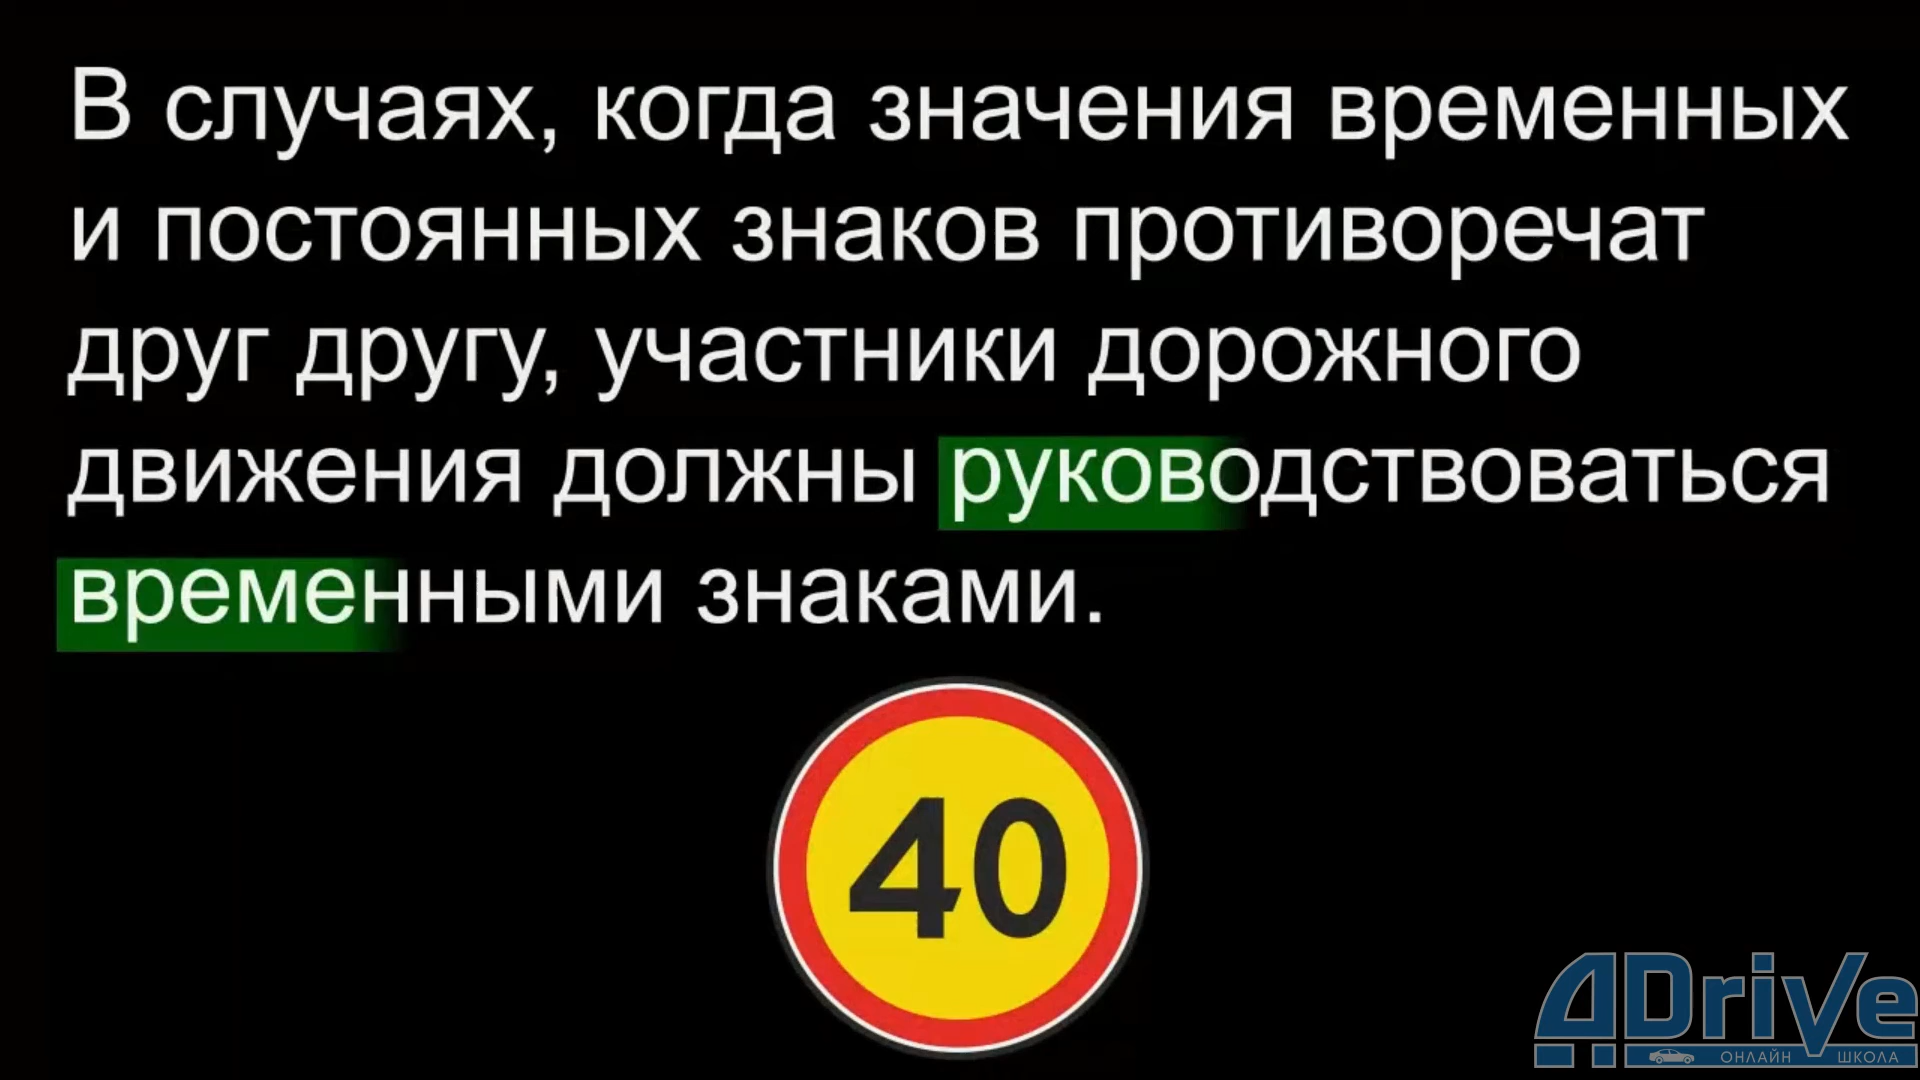 В случаях, когда значения временных
и постоянных знаков противоречат
друг другу, участники дорожного
движения должны руководствоваться
временными знаками.
40
ADrive
ОНЛАЙН ШКОЛА